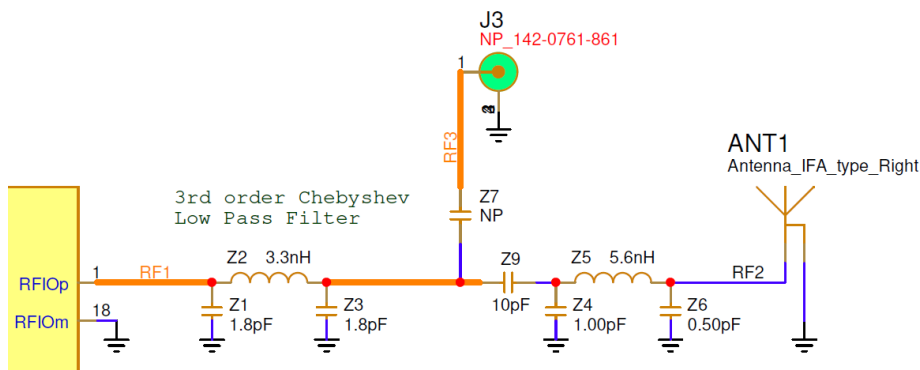 J3
NP_142-0761-861
1
RF3
ANT1
Antenna_IFA_type_Right
3rd order Chebyshev
Low Pass Filter
Z7
NP
Z2 3.3nH
Z9
Z5 5.6nH
RFIOp
1
RF1
RF2
10pF
Z1
1.8pF
Z3
1.8pF
Z4
1.00pF
Z6
0.50pF
RFIOm
18